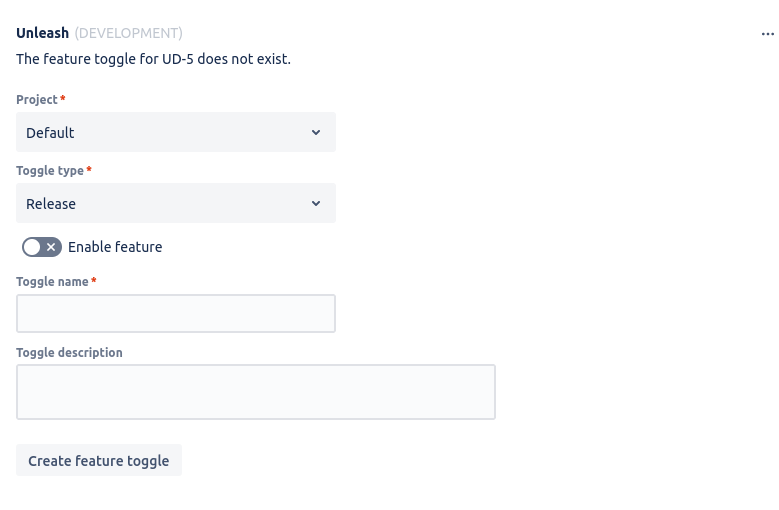 Unleash (DEVELOPMENT)
The feature toggle for UD-5 does not exist.
Project *
Default
Toggle type *
Release
Enable feature
Toggle name *
Toggle description
Create feature toggle